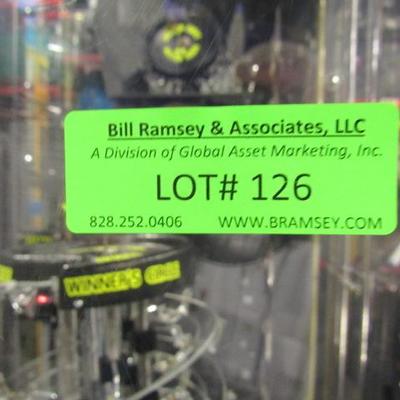 Bill Ramsey & Associates, LLC
A Division of Global Asset Marketing, Inc.
LOT# 126
828.252.0406 WWW.BRAMSEY.COM
WINNER'S